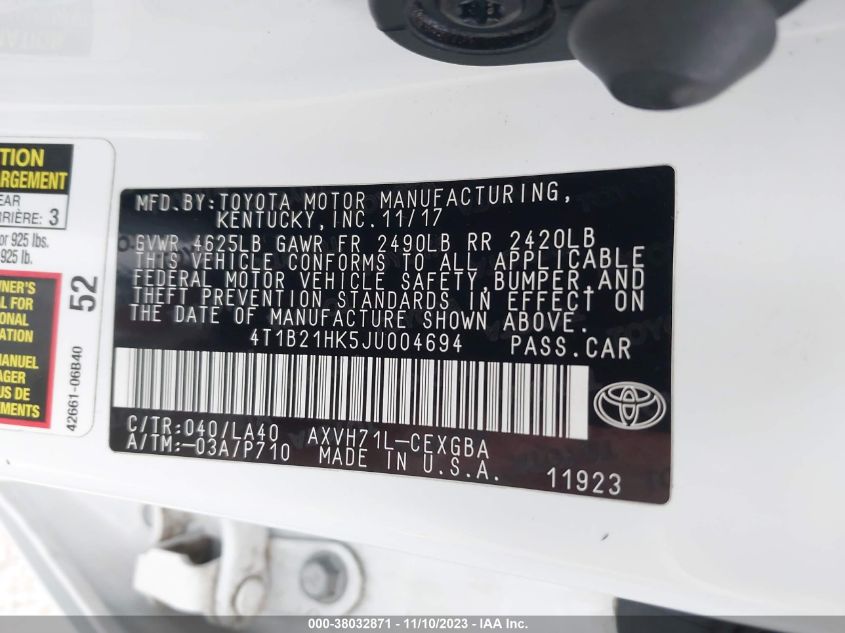 TION
ARGEMENT
EAR
RRIÈRE: 3
or 925 lbs.
925 lb.
WNER'S
L FOR
ONAL
ATION
MANUEL
AGER
US DE
EMENTS
52
42661-06B40
MFD.BY:TOYOTA MOTOR MANUFACTURING,
KENTUCKY,INC.11/17
GVWR 4625LB GAWR FR 2490LB RR 2420LB
THIS VEHICLE CONFORMS TO ALL APPLICABLE
FEDERAL MOTOR VEHICLE SAFETY,BUMPER,AND
THEFT PREVENTION STANDARDS IN EFFECT ON
THE DATE OF MANUFACTURE SHOWN ABOVE.
4T1B21HK5JU004694 PASS.CAR
C/TR:040/LA40 AXVH71L-CEXGBA
A/TM:-03A/P710 MADE IN U.S.A.
11923
000-38032871 - 11/10/2023 - IAA Inc.